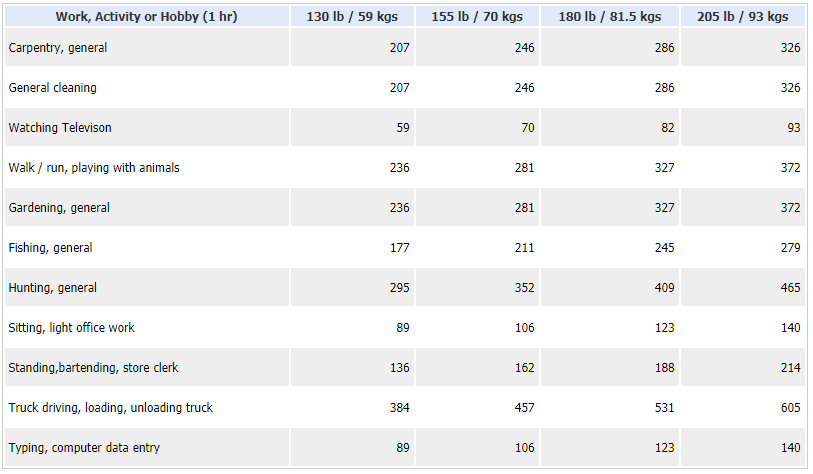 Work, Activity or Hobby (1 hr) 130 lb / 59 kgs 155 lb / 70 kgs 180 lb / 81.5 kgs 205 lb / 93 kgs
Carpentry, general 207 246 286 326
General cleaning 207 246 286 326
Watching Televison 59 70 82 93
Walk / run, playing with animals 236 281 327 372
Gardening, general 236 281 327 372
Fishing, general 177 211 245 279
Hunting, general 295 352 409 465
Sitting, light office work 89 106 123 140
Standing,bartending, store clerk 136 162 188 214
Truck driving, loading, unloading truck 384 457 531 605
Typing, computer data entry 89 106 123 140